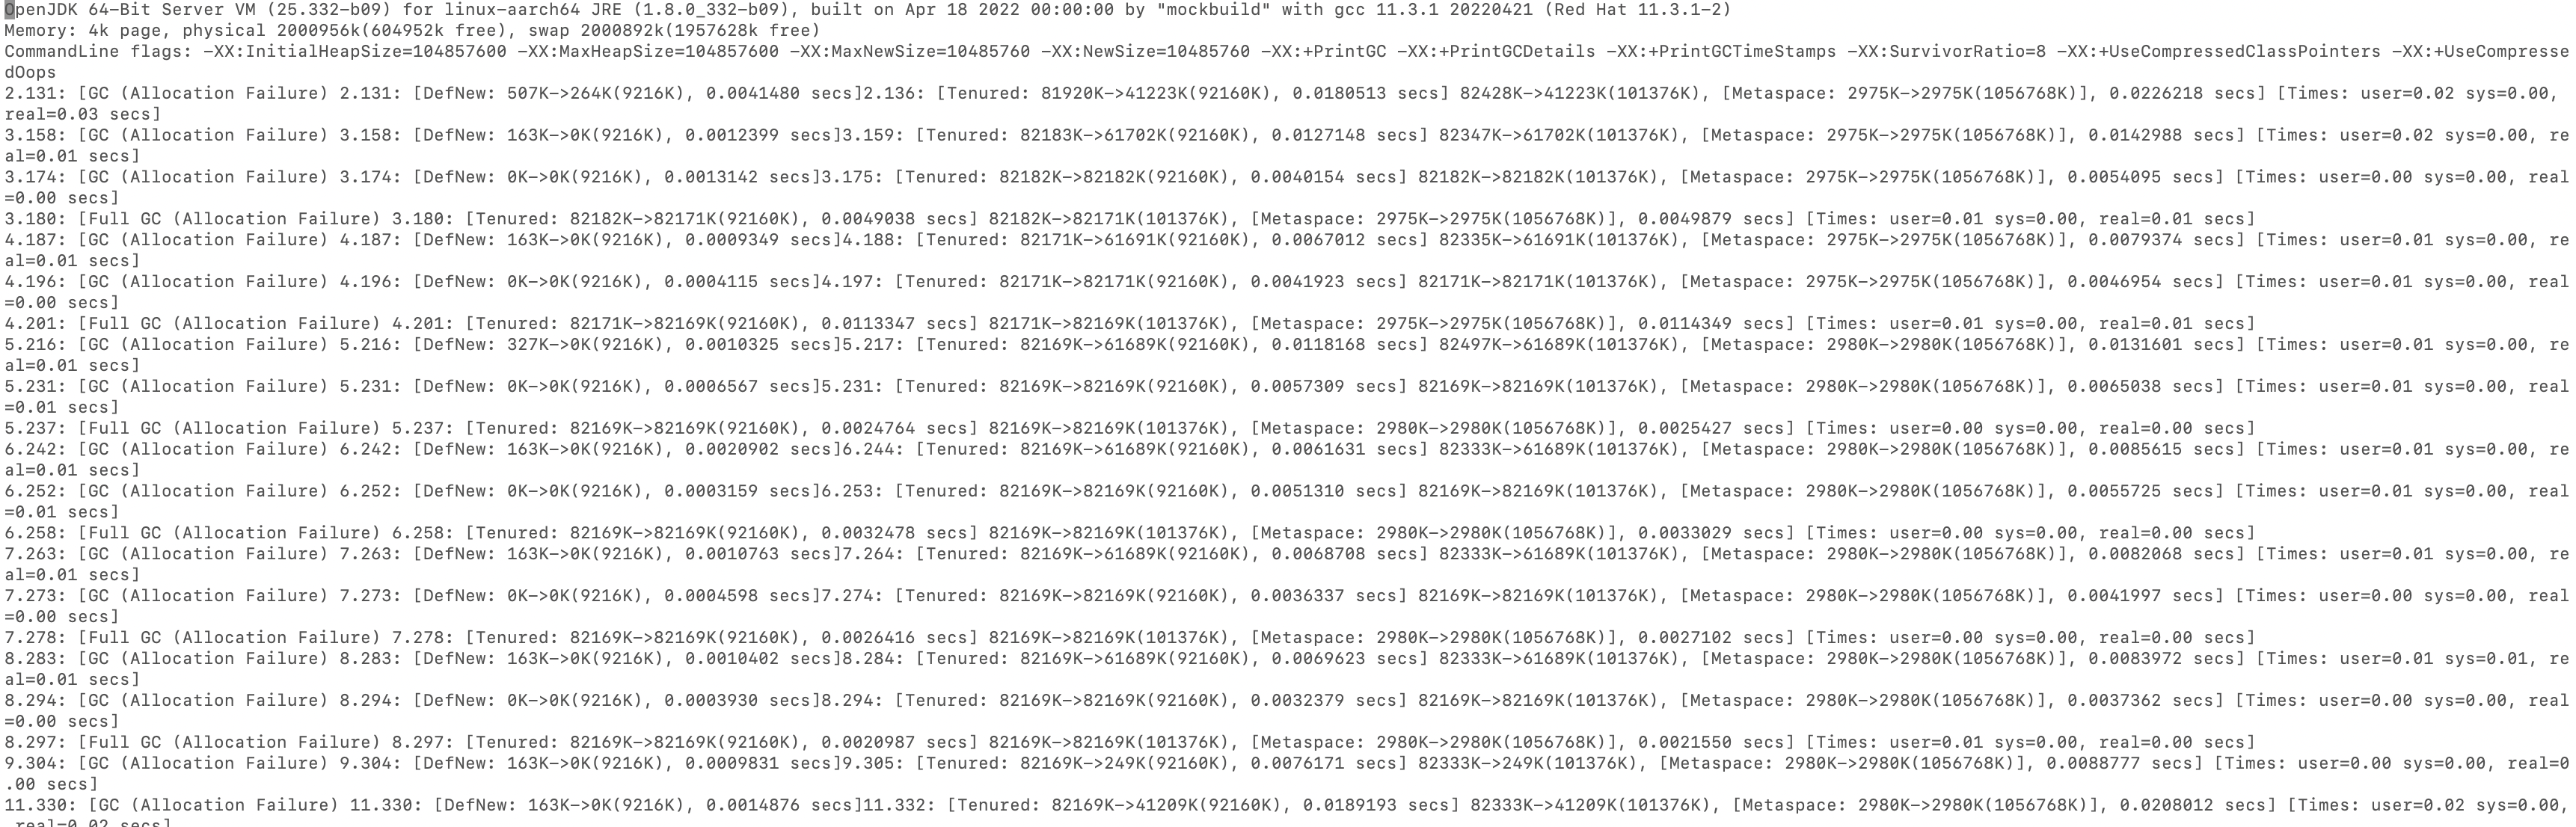 OpenJDK 64-Bit Server VM (25.332-b09) for linux-aarch64 JRE (1.8.0_332-b09), built on Apr 18 2022 00:00:00 by "mockbuild" with gcc 11.3.1 20220421 (Red Hat 11.3.1-2)
Memory: 4k page, physical 2000956k(604952k free), swap 2000892k(1957628k free)
CommandLine flags: -XX:InitialHeapSize=104857600 -XX:MaxHeapSize=104857600 -XX:MaxNewSize=10485760 -XX:NewSize=10485760 -XX:+PrintGC -XX:+PrintGCDetails -XX:+PrintGCTimeStamps -XX:SurvivorRatio=8 -XX:+UseCompressedClassPointers -XX:+UseCompresse
dOops
2.131: [GC (Allocation Failure) 2.131: [DefNew: 507K->264K(9216K), 0.0041480 secs]2.136: [Tenured: 81920K->41223K(92160K), 0.0180513 secs] 82428K->41223K(101376K), [Metaspace: 2975K->2975K(1056768K)], 0.0226218 secs] [Times: user=0.02 sys=0.00,
real=0.03 secs]
3.158: [GC (Allocation Failure) 3.158: [DefNew: 163K->0K(9216K), 0.0012399 secs]3.159: [Tenured: 82183K->61702K(92160K), 0.0127148 secs] 82347K->61702K(101376K), [Metaspace: 2975K->2975K(1056768K)], 0.0142988 secs] [Times: user=0.02 sys=0.00, re
al=0.01 secs]
3.174: [GC (Allocation Failure) 3.174: [DefNew: 0K->0K(9216K), 0.0013142 secs]3.175: [Tenured: 82182K->82182K(92160K), 0.0040154 secs] 82182K->82182K(101376K), [Metaspace: 2975K->2975K(1056768K)], 0.0054095 secs] [Times: user=0.00 sys=0.00, real
=0.00 secs]
3.180: [Full GC (Allocation Failure) 3.180: [Tenured: 82182K->82171K(92160K), 0.0049038 secs] 82182K->82171K(101376K), [Metaspace: 2975K->2975K(1056768K)], 0.0049879 secs] [Times: user=0.01 sys=0.00, real=0.01 secs]
4.187: [GC (Allocation Failure) 4.187: [DefNew: 163K->0K(9216K), 0.0009349 secs]4.188: [Tenured: 82171K->61691K(92160K), 0.0067012 secs] 82335K->61691K(101376K), [Metaspace: 2975K->2975K(1056768K)], 0.0079374 secs] [Times: user=0.01 sys=0.00, re
al=0.01 secs]
4.196: [GC (Allocation Failure) 4.196: [DefNew: 0K->0K(9216K), 0.0004115 secs]4.197: [Tenured: 82171K->82171K(92160K), 0.0041923 secs] 82171K->82171K(101376K), [Metaspace: 2975K->2975K(1056768K)], 0.0046954 secs] [Times: user=0.01 sys=0.00, real
=0.00 secs]
4.201: [Full GC (Allocation Failure) 4.201: [Tenured: 82171K->82169K(92160K), 0.0113347 secs] 82171K->82169K(101376K), [Metaspace: 2975K->2975K(1056768K)], 0.0114349 secs] [Times: user=0.01 sys=0.00, real=0.01 secs]
5.216: [GC (Allocation Failure) 5.216: [DefNew: 327K->0K(9216K), 0.0010325 secs]5.217: [Tenured: 82169K->61689K(92160K), 0.0118168 secs] 82497K->61689K(101376K), [Metaspace: 2980K->2980K(1056768K)], 0.0131601 secs] [Times: user=0.01 sys=0.00, re
al=0.01 secs]
5.231: [GC (Allocation Failure) 5.231: [DefNew: 0K->0K(9216K), 0.0006567 secs]5.231: [Tenured: 82169K->82169K(92160K), 0.0057309 secs] 82169K->82169K(101376K), [Metaspace: 2980K->2980K(1056768K)], 0.0065038 secs] [Times: user=0.01 sys=0.00, real
=0.01 secs]
5.237: [Full GC (Allocation Failure) 5.237: [Tenured: 82169K->82169K(92160K), 0.0024764 secs] 82169K->82169K(101376K), [Metaspace: 2980K->2980K(1056768K)], 0.0025427 secs] [Times: user=0.00 sys=0.00, real=0.00 secs]
6.242: [GC (Allocation Failure) 6.242: [DefNew: 163K->0K(9216K), 0.0020902 secs]6.244: [Tenured: 82169K->61689K(92160K), 0.0061631 secs] 82333K->61689K(101376K), [Metaspace: 2980K->2980K(1056768K)], 0.0085615 secs] [Times: user=0.01 sys=0.00, re
al=0.01 secs]
6.252: [GC (Allocation Failure) 6.252: [DefNew: 0K->0K(9216K), 0.0003159 secs]6.253: [Tenured: 82169K->82169K(92160K), 0.0051310 secs] 82169K->82169K(101376K), [Metaspace: 2980K->2980K(1056768K)], 0.0055725 secs] [Times: user=0.01 sys=0.00, real
=0.01 secs]
6.258: [Full GC (Allocation Failure) 6.258: [Tenured: 82169K->82169K(92160K), 0.0032478 secs] 82169K->82169K(101376K), [Metaspace: 2980K->2980K(1056768K)], 0.0033029 secs] [Times: user=0.00 sys=0.00, real=0.00 secs]
7.263: [GC (Allocation Failure) 7.263: [DefNew: 163K->0K(9216K), 0.0010763 secs]7.264: [Tenured: 82169K->61689K(92160K), 0.0068708 secs] 82333K->61689K(101376K), [Metaspace: 2980K->2980K(1056768K)], 0.0082068 secs] [Times: user=0.01 sys=0.00, re
al=0.01 secs]
7.273: [GC (Allocation Failure) 7.273: [DefNew: 0K->0K(9216K), 0.0004598 secs]7.274: [Tenured: 82169K->82169K(92160K), 0.0036337 secs] 82169K->82169K(101376K), [Metaspace: 2980K->2980K(1056768K)], 0.0041997 secs] [Times: user=0.00 sys=0.00, real
=0.00 secs]
7.278: [Full GC (Allocation Failure) 7.278: [Tenured: 82169K->82169K(92160K), 0.0026416 secs] 82169K->82169K(101376K), [Metaspace: 2980K->2980K(1056768K)], 0.0027102 secs] [Times: user=0.00 sys=0.00, real=0.00 secs]
8.283: [GC (Allocation Failure) 8.283: [DefNew: 163K->0K(9216K), 0.0010402 secs]8.284: [Tenured: 82169K->61689K(92160K), 0.0069623 secs] 82333K->61689K(101376K), [Metaspace: 2980K->2980K(1056768K)], 0.0083972 secs] [Times: user=0.01 sys=0.01, re
al=0.01 secs]
8.294: [GC (Allocation Failure) 8.294: [DefNew: 0K->0K(9216K), 0.0003930 secs]8.294: [Tenured: 82169K->82169K(92160K), 0.0032379 secs] 82169K->82169K(101376K), [Metaspace: 2980K->2980K(1056768K)], 0.0037362 secs] [Times: user=0.00 sys=0.00, real
=0.00 secs]
8.297: [Full GC (Allocation Failure) 8.297: [Tenured: 82169K->82169K(92160K), 0.0020987 secs] 82169K->82169K(101376K), [Metaspace: 2980K->2980K(1056768K)], 0.0021550 secs] [Times: user=0.01 sys=0.00, real=0.00 secs]
9.304: [GC (Allocation Failure) 9.304: [DefNew: 163K->0K(9216K), 0.0009831 secs]9.305: [Tenured: 82169K->249K(92160K), 0.0076171 secs] 82333K->249K(101376K), [Metaspace: 2980K->2980K(1056768K)], 0.0088777 secs] [Times: user=0.00 sys=0.00, real=0
.00 secs]
11.330: [GC (Allocation Failure) 11.330: [DefNew: 163K->0K(9216K), 0.0014876 secs]11.332: [Tenured: 82169K->41209K(92160K), 0.0189193 secs] 82333K->41209K(101376K), [Metaspace: 2980K->2980K(1056768K)], 0.0208012 secs] [Times: user=0.02 sys=0.00,
real=0.02 secs]